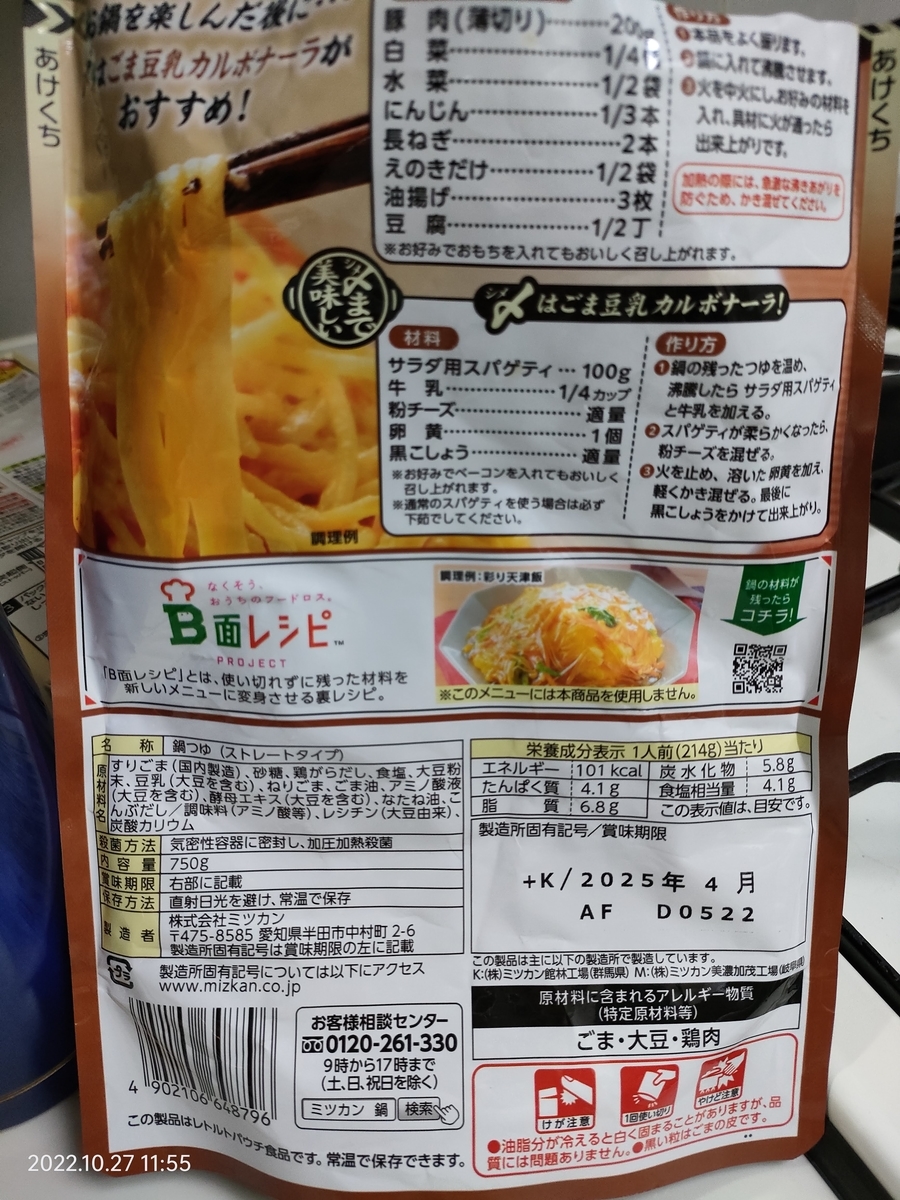 お鍋を楽しんだ後に…
ごま豆乳カルボナーラが
おすすめ!
あけくち
あけくち
豚肉(薄切り)
白菜 1/4
水菜 1/2袋
にんじん 1/3本
長ねぎ 2本
えのきだけ 1/2袋
油揚げ 3枚
豆腐 1/2丁
※お好みでおもちを入れてもおいしく召し上がれます。
作り方
①本品をよく振ります。
②鍋に入れて沸騰させます。
③火を中火にし、お好みの材料を
入れ、具材に火が通ったら
出来上がりです。
加熱の際には、急激な沸きあがりを
防ぐため、かき混ぜてください。
シメ
〆まで
美味しい
シメ
〆はごま豆乳カルボナーラ!
材料
サラダ用スパゲティ… 100g
牛乳 1/4カップ
粉チーズ 適量
卵黄 1個
黒こしょう 適量
※お好みでベーコンを入れてもおいしく
召し上がれます。
※通常のスパゲティを使う場合は必ず
下茹でしてください。
作り方
①鍋の残ったつゆを温め、
沸騰したら サラダ用スパゲティ
と牛乳を加える。
②スパゲティが柔らかくなったら、
粉チーズを混ぜる。
③火を止め、溶いた卵黄を加え、
軽くかき混ぜる。最後に
黒こしょうをかけて出来上がり。
調理例
なくそう、
おうちのフードロス。
B面レシピ™
PROJECT
「B面レシピ」とは、使い切れずに残った材料を
新しいメニューに変身させる裏レシピ。
調理例:彩り天津飯
※このメニューには本商品を使用しません。
鍋の材料が
残ったら
コチラ!
名称 鍋つゆ(ストレートタイプ)
原材料名 すりごま(国内製造)、砂糖、鶏がらだし、食塩、大豆粉
末、豆乳(大豆を含む)、ねりごま、ごま油、アミノ酸液
(大豆を含む)、酵母エキス(大豆を含む)、なたね油、こ
んぶだし/調味料(アミノ酸等)、レシチン(大豆由来)、
炭酸カリウム
殺菌方法 気密性容器に密封し、加圧加熱殺菌
内容量 750g
賞味期限 右部に記載
保存方法 直射日光を避け、常温で保存
製造者 株式会社ミツカン
〒475-8585 愛知県半田市中村町2-6
製造所固有記号は賞味期限の左に記載
製造所固有記号については以下にアクセス
www.mizkan.co.jp
栄養成分表示 1人前(214g)当たり
エネルギー 101 kcal 炭水化物 5.8g
たんぱく質 4.1g 食塩相当量 4.1g
脂質 6.8g この表示値は、目安です。
製造所固有記号/賞味期限
+K/2025年 4月
AF D0522
この製品は主に以下の製造所で製造しています。
K:(株)ミツカン館林工場(群馬県) M:(株)ミツカン美濃加茂工場(岐阜県)
原材料に含まれるアレルギー物質
(特定原材料等)
ごま・大豆・鶏肉
けが注意
1回使い切り
やけど注意
●油脂分が冷えると白く固まることがありますが、品
質には問題ありません。●黒い粒はごまの皮です。
プラ
4 902106 648796
お客様相談センター
0120-261-330
9時から17時まで
(土、日、祝日を除く)
ミツカン 鍋 検索
この製品はレトルトパウチ食品です。常温で保存できます。
2022.10.27 11:55